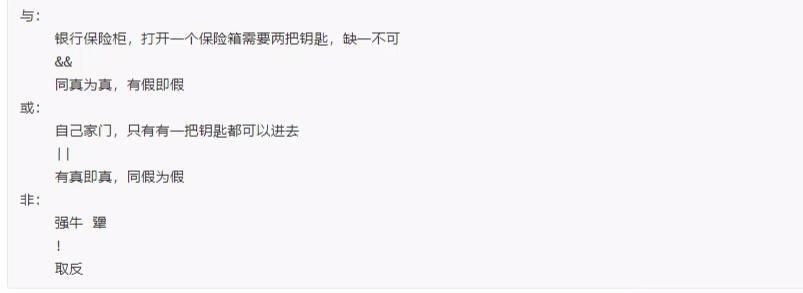 与：
银行保险柜，打开一个保险箱需要两把钥匙，缺一不可
&&
同真为真，有假即假
或：
自己家门，只有有一把钥匙都可以进去
||
有真即真，同假为假
非：
强牛 犟
!
取反